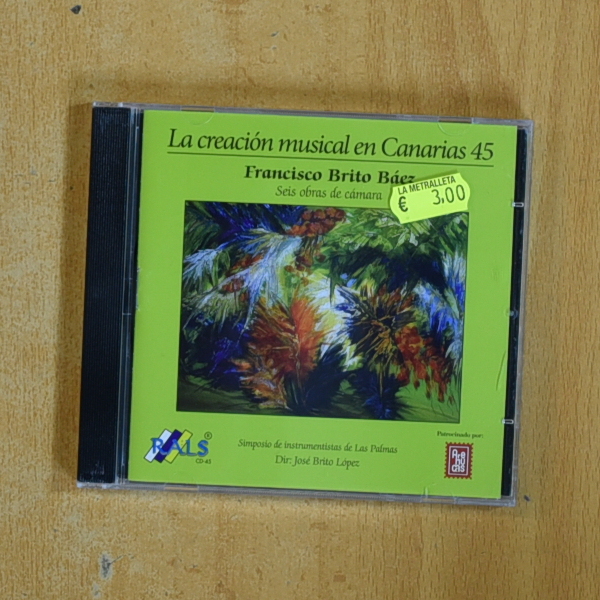 La creación musical en Canarias 45
Francisco Brito Báez
Seis obras de cámara
LA METRALLETA
€ 3,00
RALS®
CD-45
Simposio de instrumentistas de Las Palmas
Dir: José Brito López
Patrocinado por: